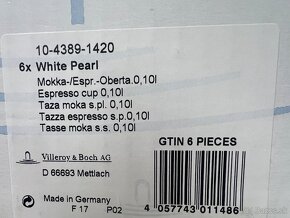 10-4389-1420
6x White Pearl
Mokka-/Espr.-Oberta.0,10l
Espresso cup 0,10l
Taza moka s.pl. 0,10l
Tazza espresso s.p.0,10l
Tasse moka s.s. 0,10l
GTIN 6 PIECES
Villeroy & Boch AG
D 66693 Mettlach
Made in Germany
F 17 P02
4 057743 011486